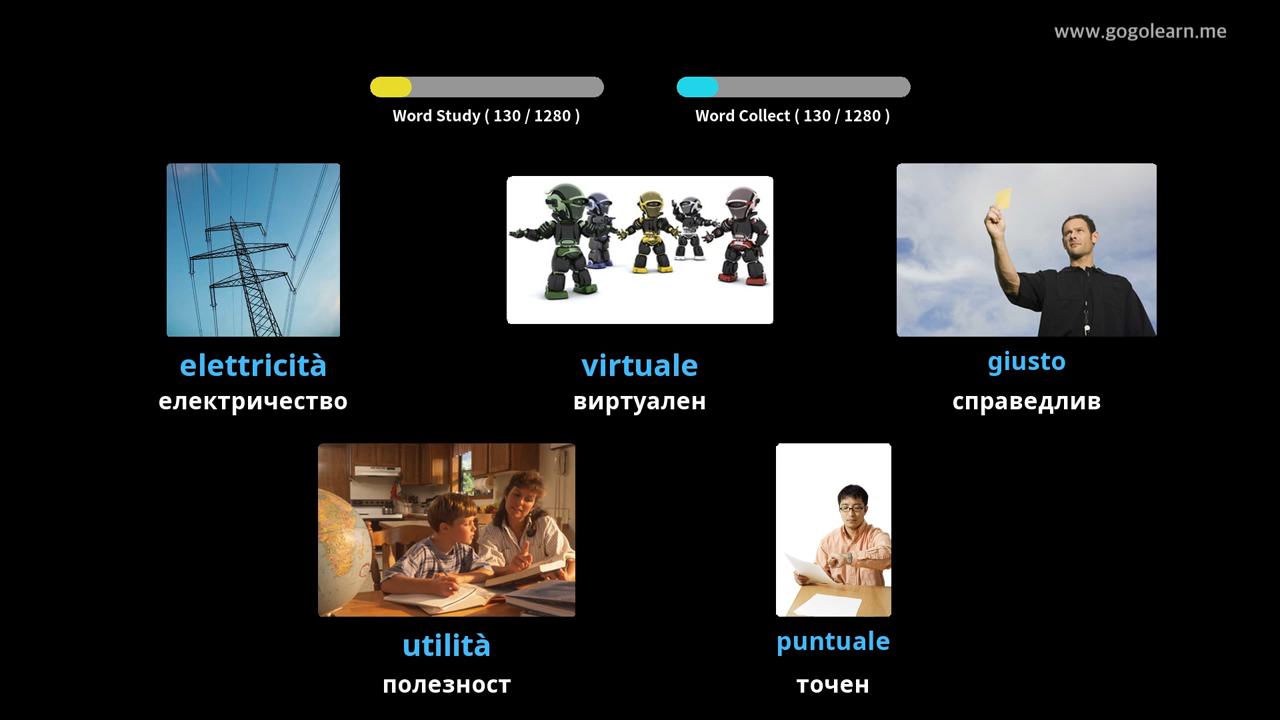 www.gogolearn.me
Word Study ( 130 / 1280 )
Word Collect ( 130 / 1280 )
elettricità
електричество
virtuale
виртуален
giusto
справедлив
utilità
полезност
puntuale
точен